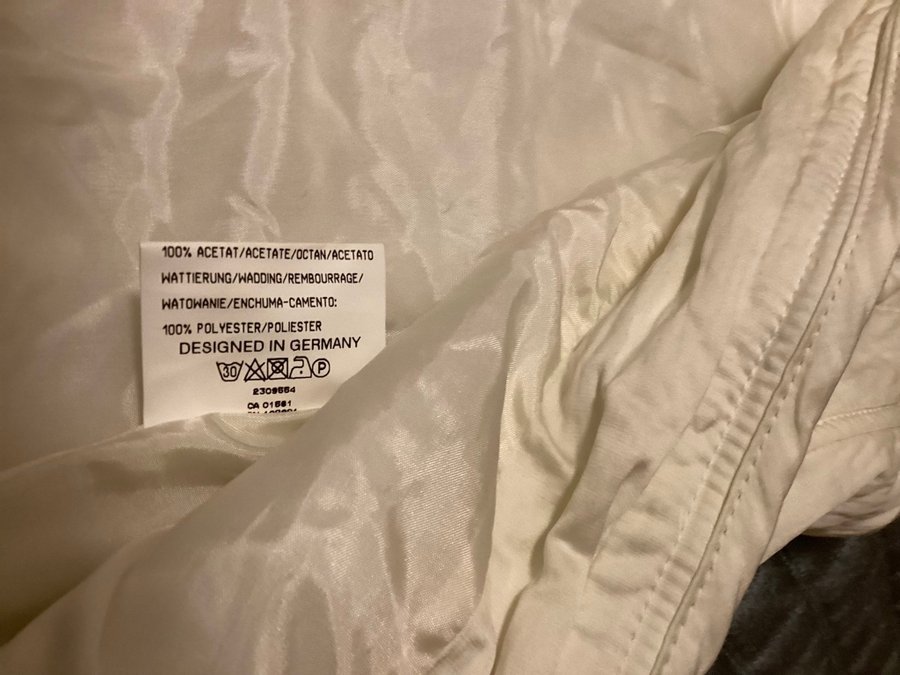 100% ACETAT/ACETATE/OCTAN/ACETATO
WATTIERUNG/WADDING/REMBOURRAGE/
WATOWANIE/ENCHUMA-CAMENTO:
100% POLYESTER/POLIESTER
DESIGNED IN GERMANY
30 P
2309554
CA 01581